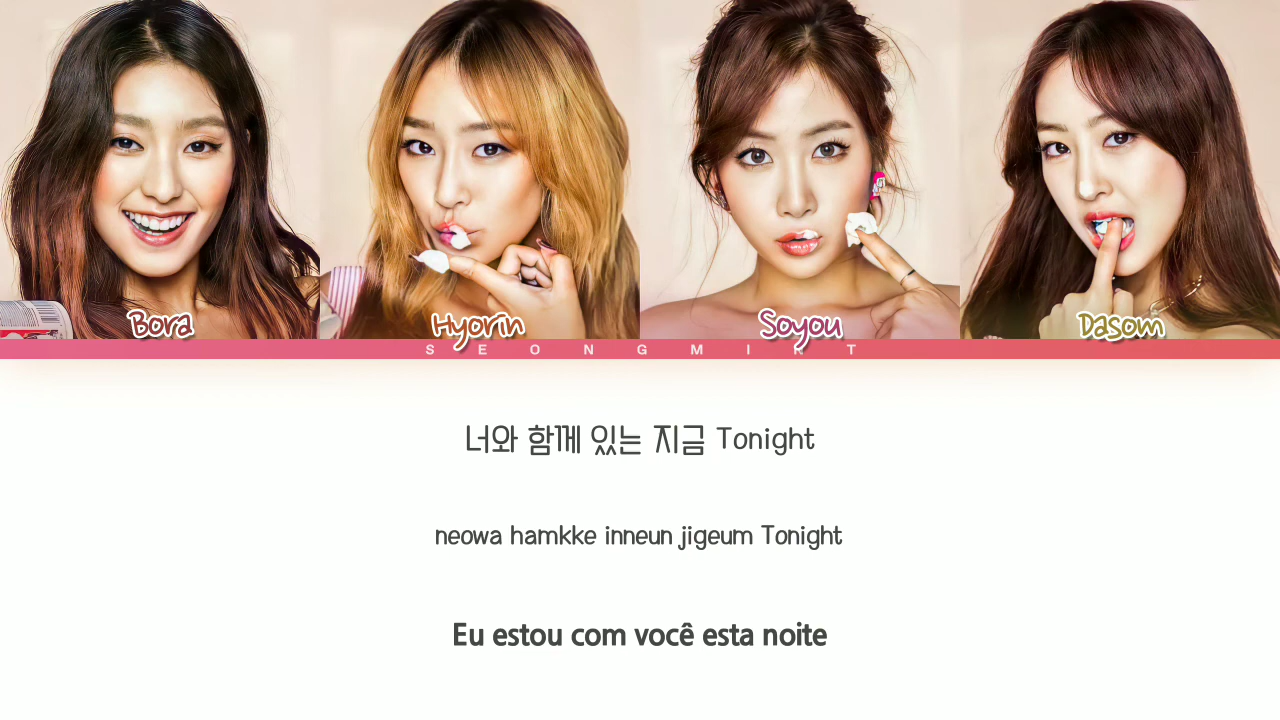 Bora
Hyorin
Soyou
Dasom
SEONGMINT
너와 함께 있는 지금 Tonight
neowa hamkke inneun jigeum Tonight
Eu estou com você esta noite